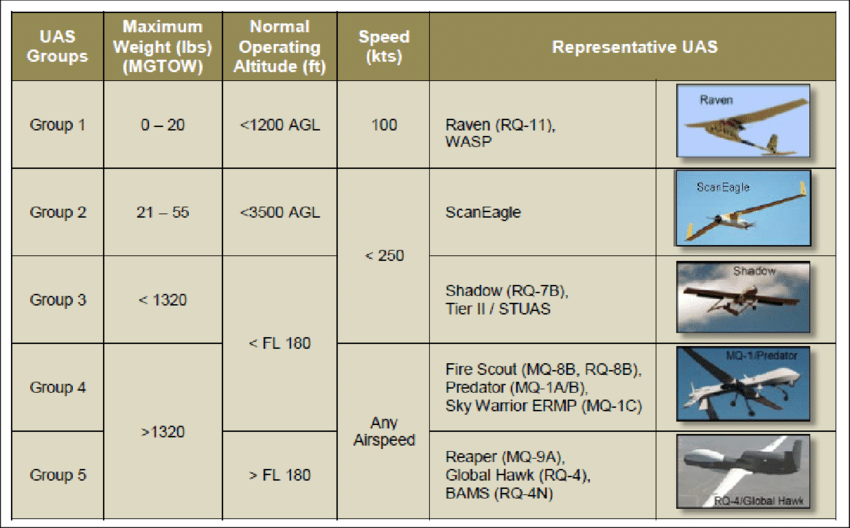 UAS
Groups
Maximum
Weight (lbs)
(MGTOW)
Normal
Operating
Altitude (ft)
Speed
(kts)
Representative UAS
Group 1
0 – 20
<1200 AGL
100
Raven (RQ-11),
WASP
Raven
Group 2
21 – 55
<3500 AGL
< 250
ScanEagle
ScanEagle
Group 3
< 1320
< FL 180
Shadow (RQ-7B),
Tier II / STUAS
Shadow
Group 4
>1320
Any
Airspeed
Fire Scout (MQ-8B, RQ-8B),
Predator (MQ-1A/B),
Sky Warrior ERMP (MQ-1C)
MQ-1/Predator
Group 5
> FL 180
Reaper (MQ-9A),
Global Hawk (RQ-4),
BAMS (RQ-4N)
RQ-4/Global Hawk